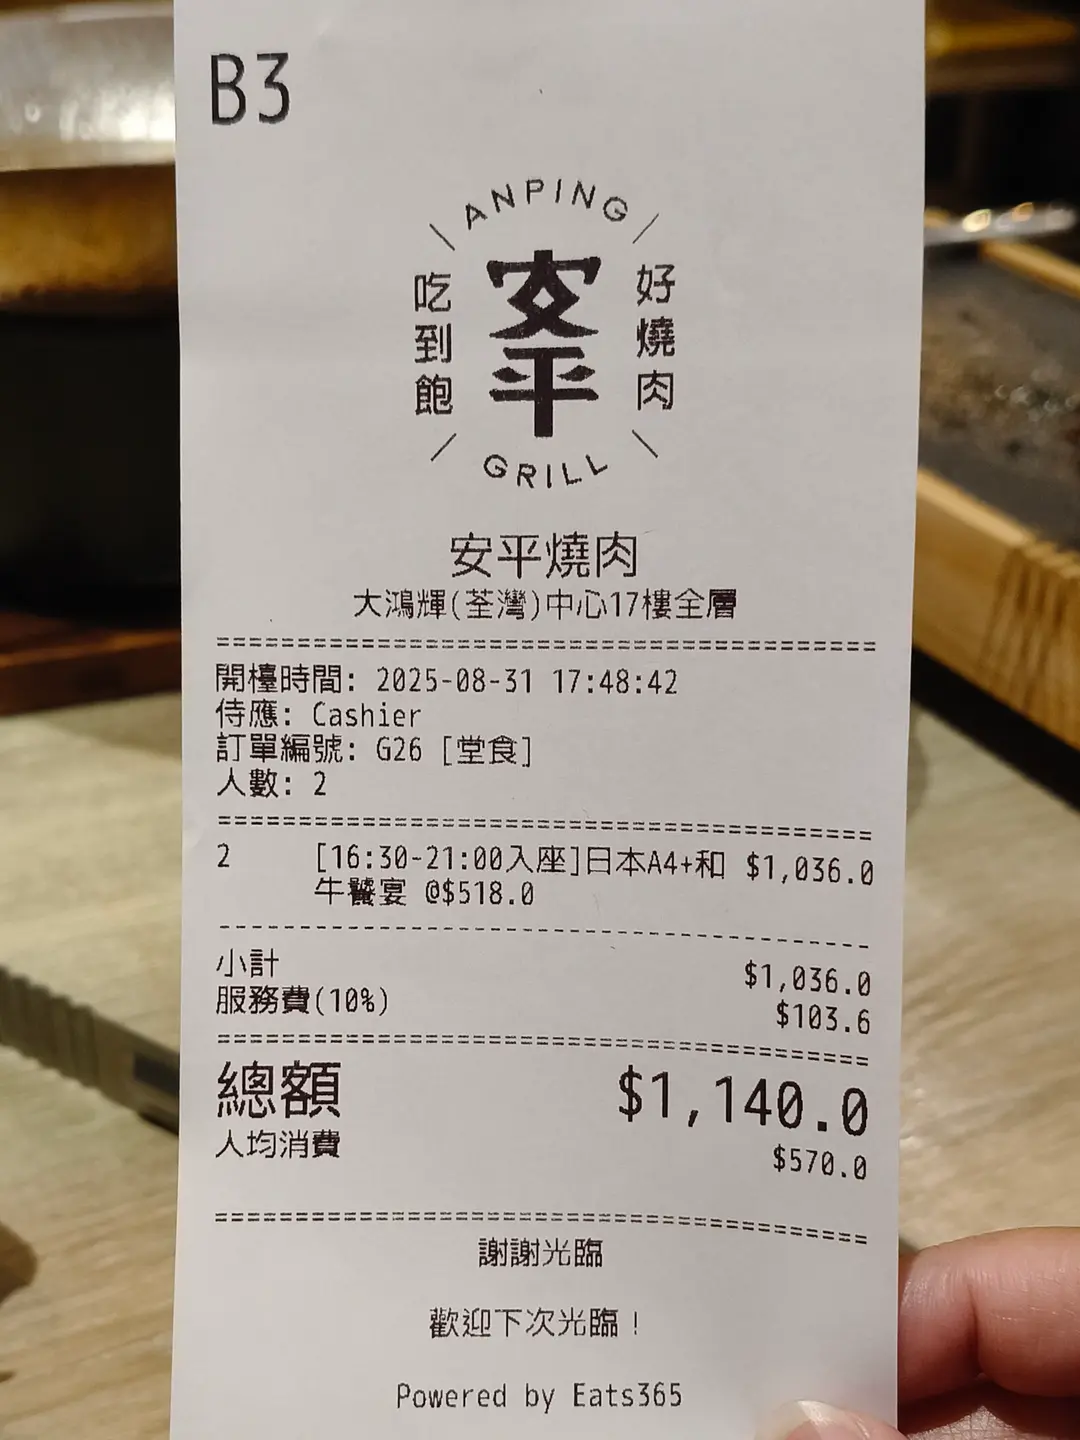 B3
ANPING
吃到飽
安平
好燒肉
GRILL
安平燒肉
大鴻輝(荃灣)中心17樓全層
開檯時間: 2025-08-31 17:48:42
侍應: Cashier
訂單編號: G26 [堂食]
人數: 2
2 [16:30-21:00入座]日本A4+和 $1,036.0
牛饕宴 @$518.0
小計 $1,036.0
服務費(10%) $103.6
總額 $1,140.0
人均消費 $570.0
謝謝光臨
歡迎下次光臨!
Powered by Eats365